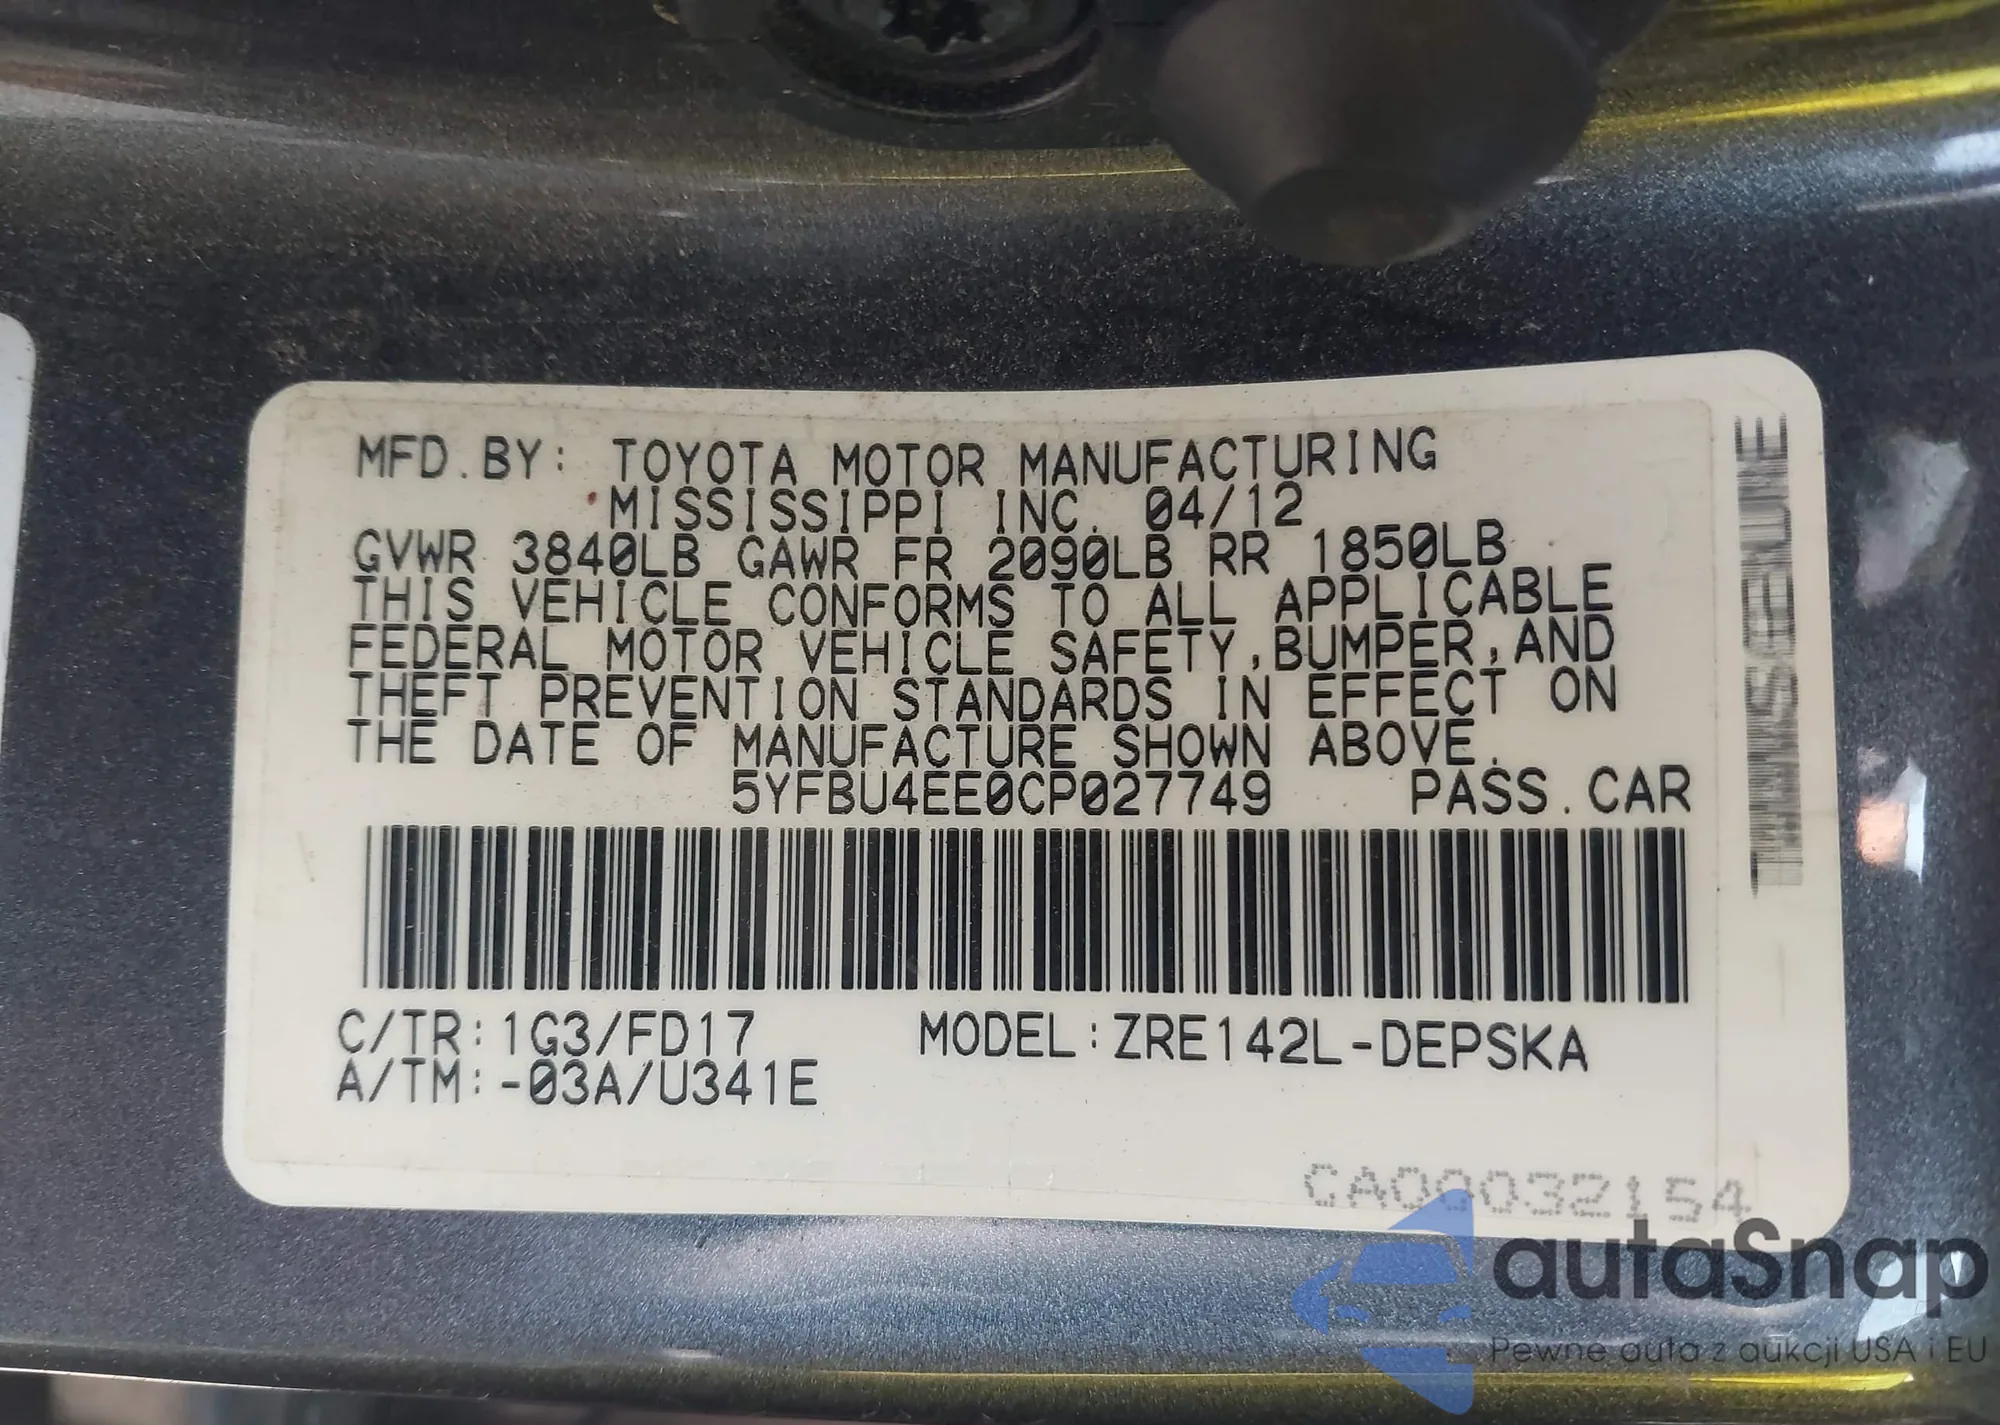 MFD.BY: TOYOTA MOTOR MANUFACTURING
MISSISSIPPI INC. 04/12
GVWR 3840LB GAWR FR 2090LB RR 1850LB
THIS VEHICLE CONFORMS TO ALL APPLICABLE
FEDERAL MOTOR VEHICLE SAFETY,BUMPER,AND
THEFT PREVENTION STANDARDS IN EFFECT ON
THE DATE OF MANUFACTURE SHOWN ABOVE.
5YFBU4EE0CP027749 PASS.CAR
C/TR:1G3/FD17 MODEL:ZRE142L-DEPSKA
A/TM:-03A/U341E
CA00032154
autaSnap
Pewne auta z aukcji USA i EU